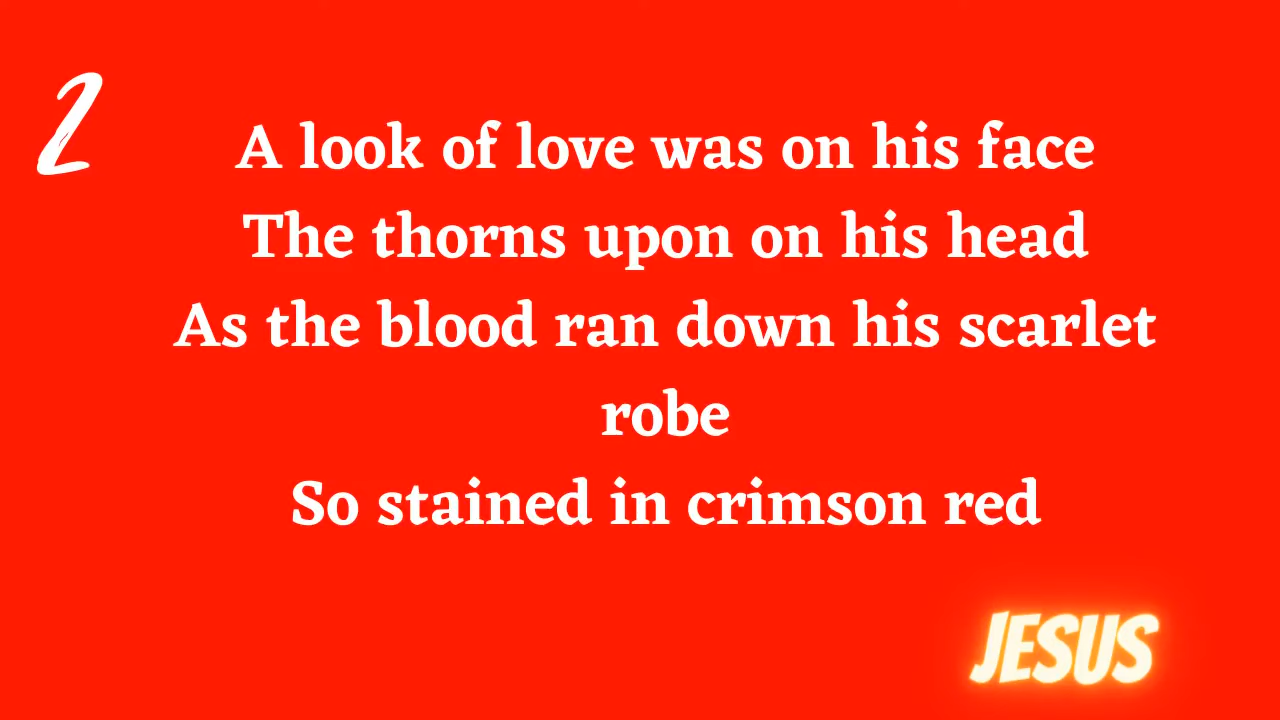 2
A look of love was on his face
The thorns upon on his head
As the blood ran down his scarlet
robe
So stained in crimson red
JESUS